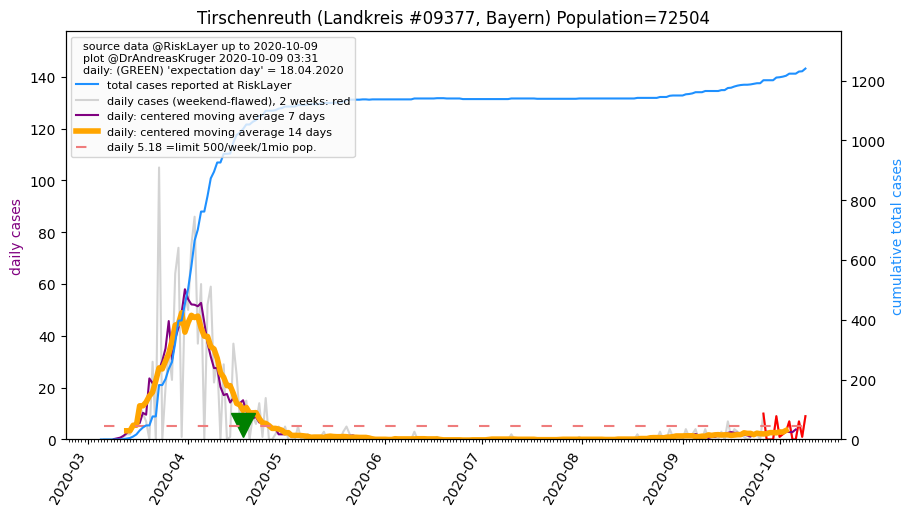 Tirschenreuth (Landkreis #09377, Bayern) Population=72504
source data @RiskLayer up to 2020-10-09
plot @DrAndreasKruger 2020-10-09 03:31
daily: (GREEN) 'expectation day' = 18.04.2020
total cases reported at RiskLayer
daily cases (weekend-flawed), 2 weeks: red
daily: centered moving average 7 days
daily: centered moving average 14 days
daily 5.18 =limit 500/week/1mio pop.
daily cases
140
120
100
80
60
40
20
0
cumulative total cases
1200
1000
800
600
400
200
0
2020-03
2020-04
2020-05
2020-06
2020-07
2020-08
2020-09
2020-10